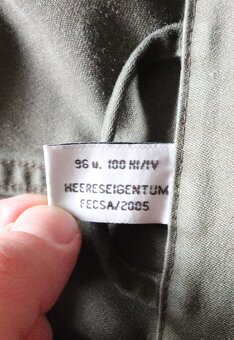 96 u. 100 HI/IV
HEERESEIGENTUM
FECSA/2005